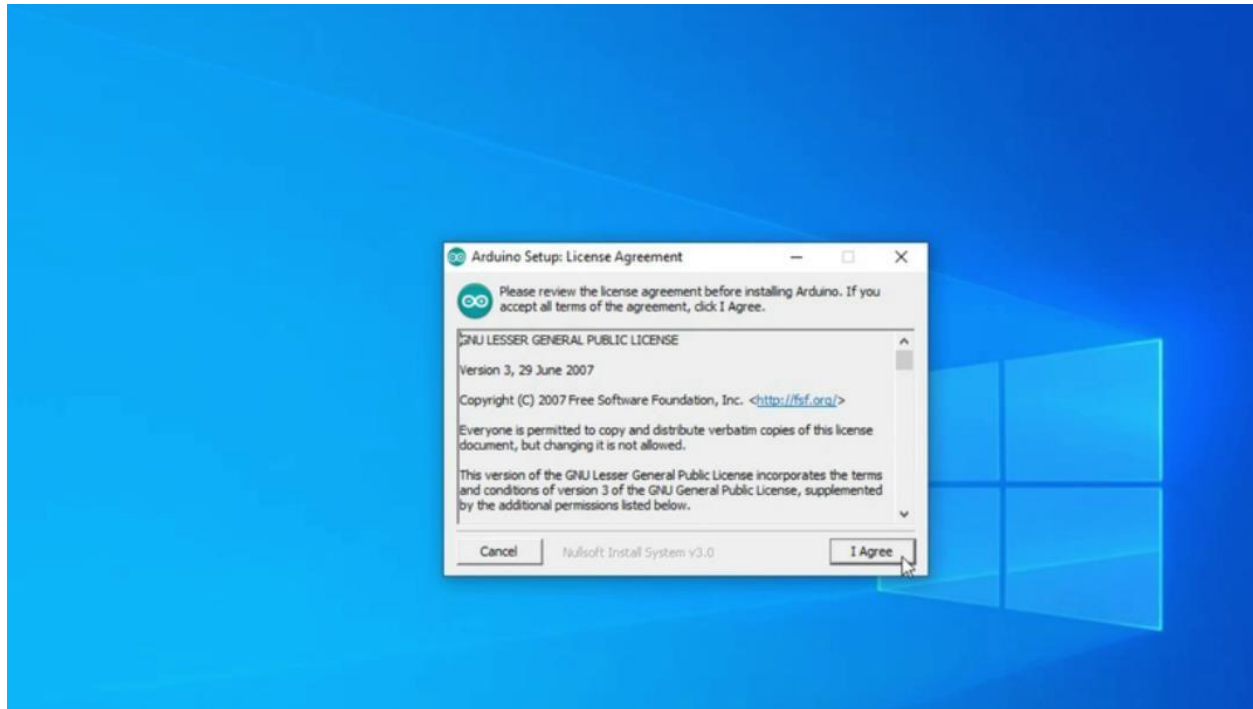 Arduino Setup: License Agreement
Please review the license agreement before installing Arduino. If you
accept all terms of the agreement, click I Agree.
GNU LESSER GENERAL PUBLIC LICENSE
Version 3, 29 June 2007
Copyright (C) 2007 Free Software Foundation, Inc. <http://fsf.org/>
Everyone is permitted to copy and distribute verbatim copies of this license
document, but changing it is not allowed.
This version of the GNU Lesser General Public License incorporates the terms
and conditions of version 3 of the GNU General Public License, supplemented
by the additional permissions listed below.
Cancel
Nullsoft Install System v3.0
I Agree